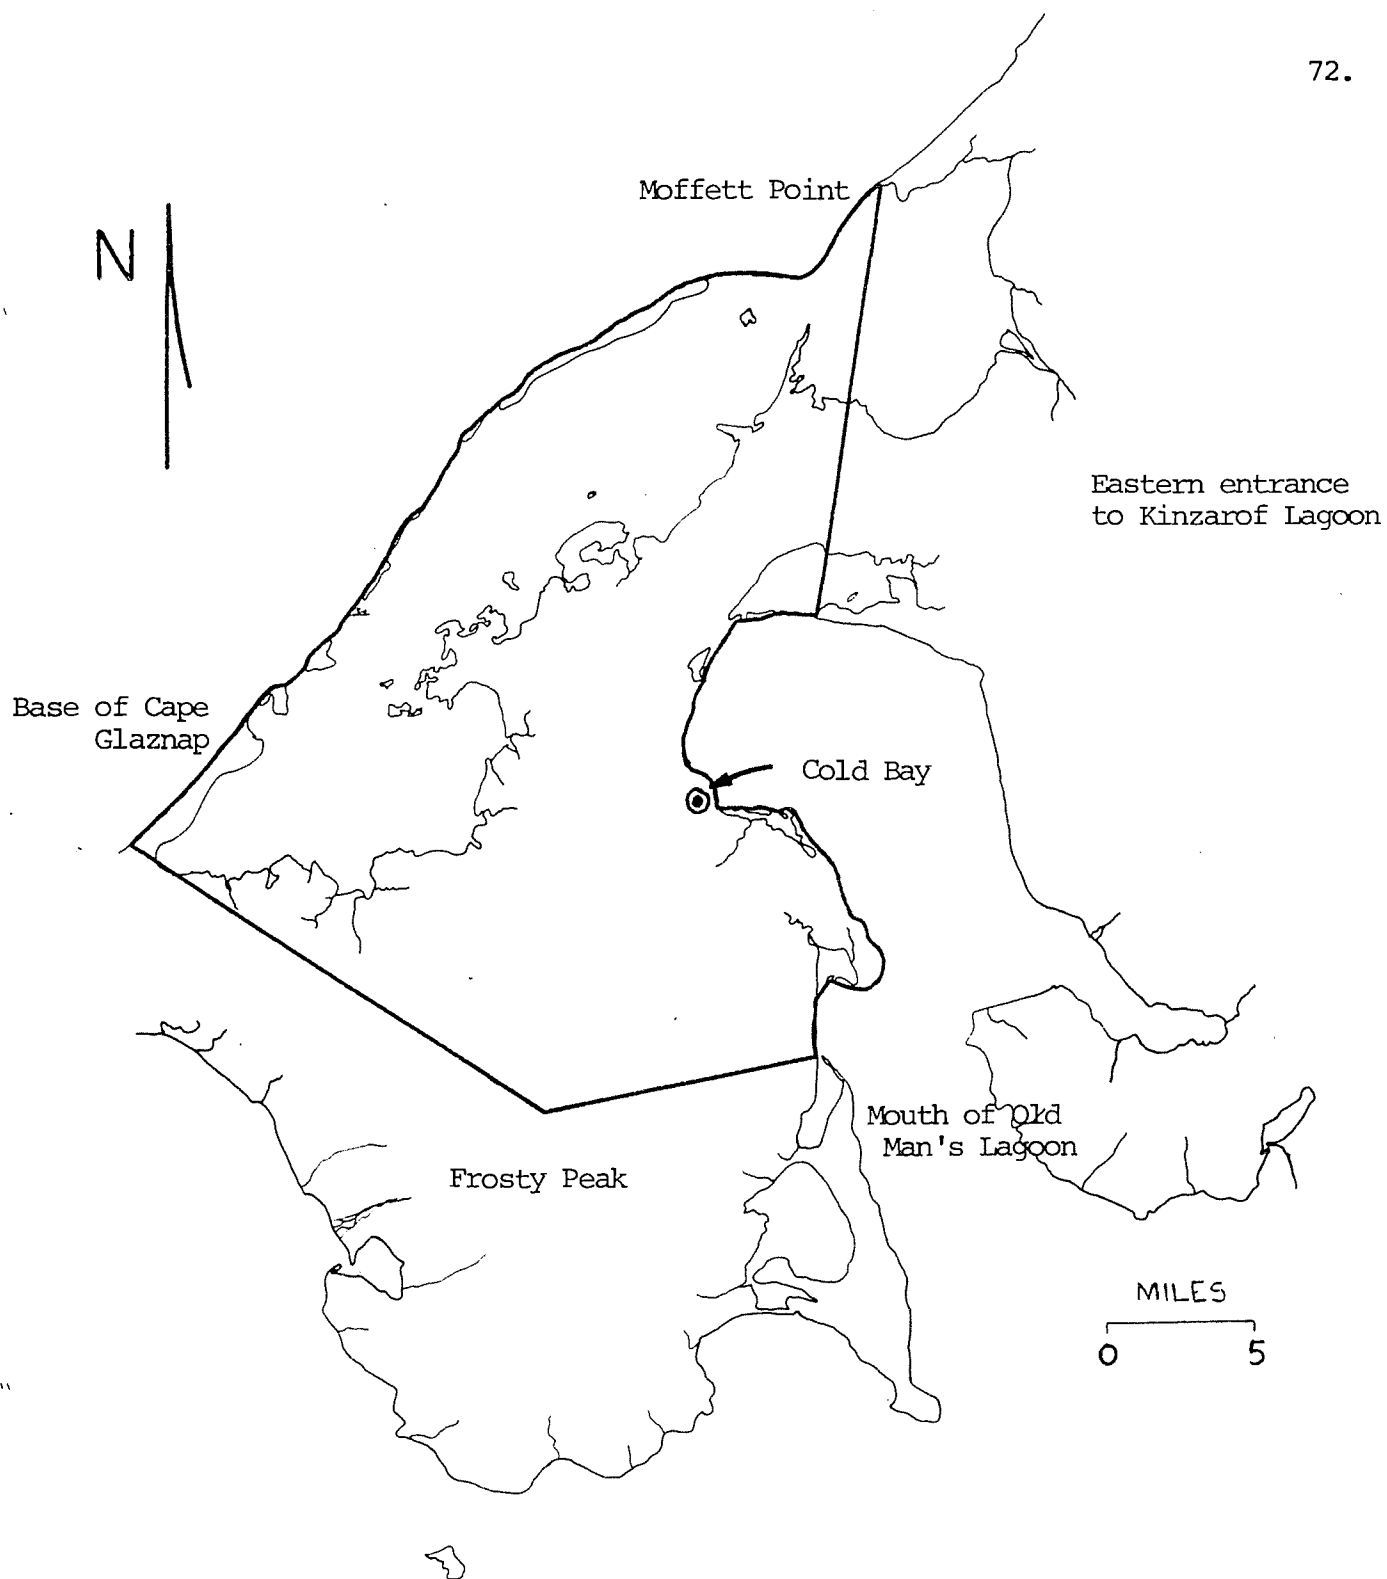 72.
Moffett Point
N
Eastern entrance
to Kinzarof Lagoon
Base of Cape
Glaznap
Cold Bay
Mouth of Old
Man's Lagoon
Frosty Peak
MILES
0 5